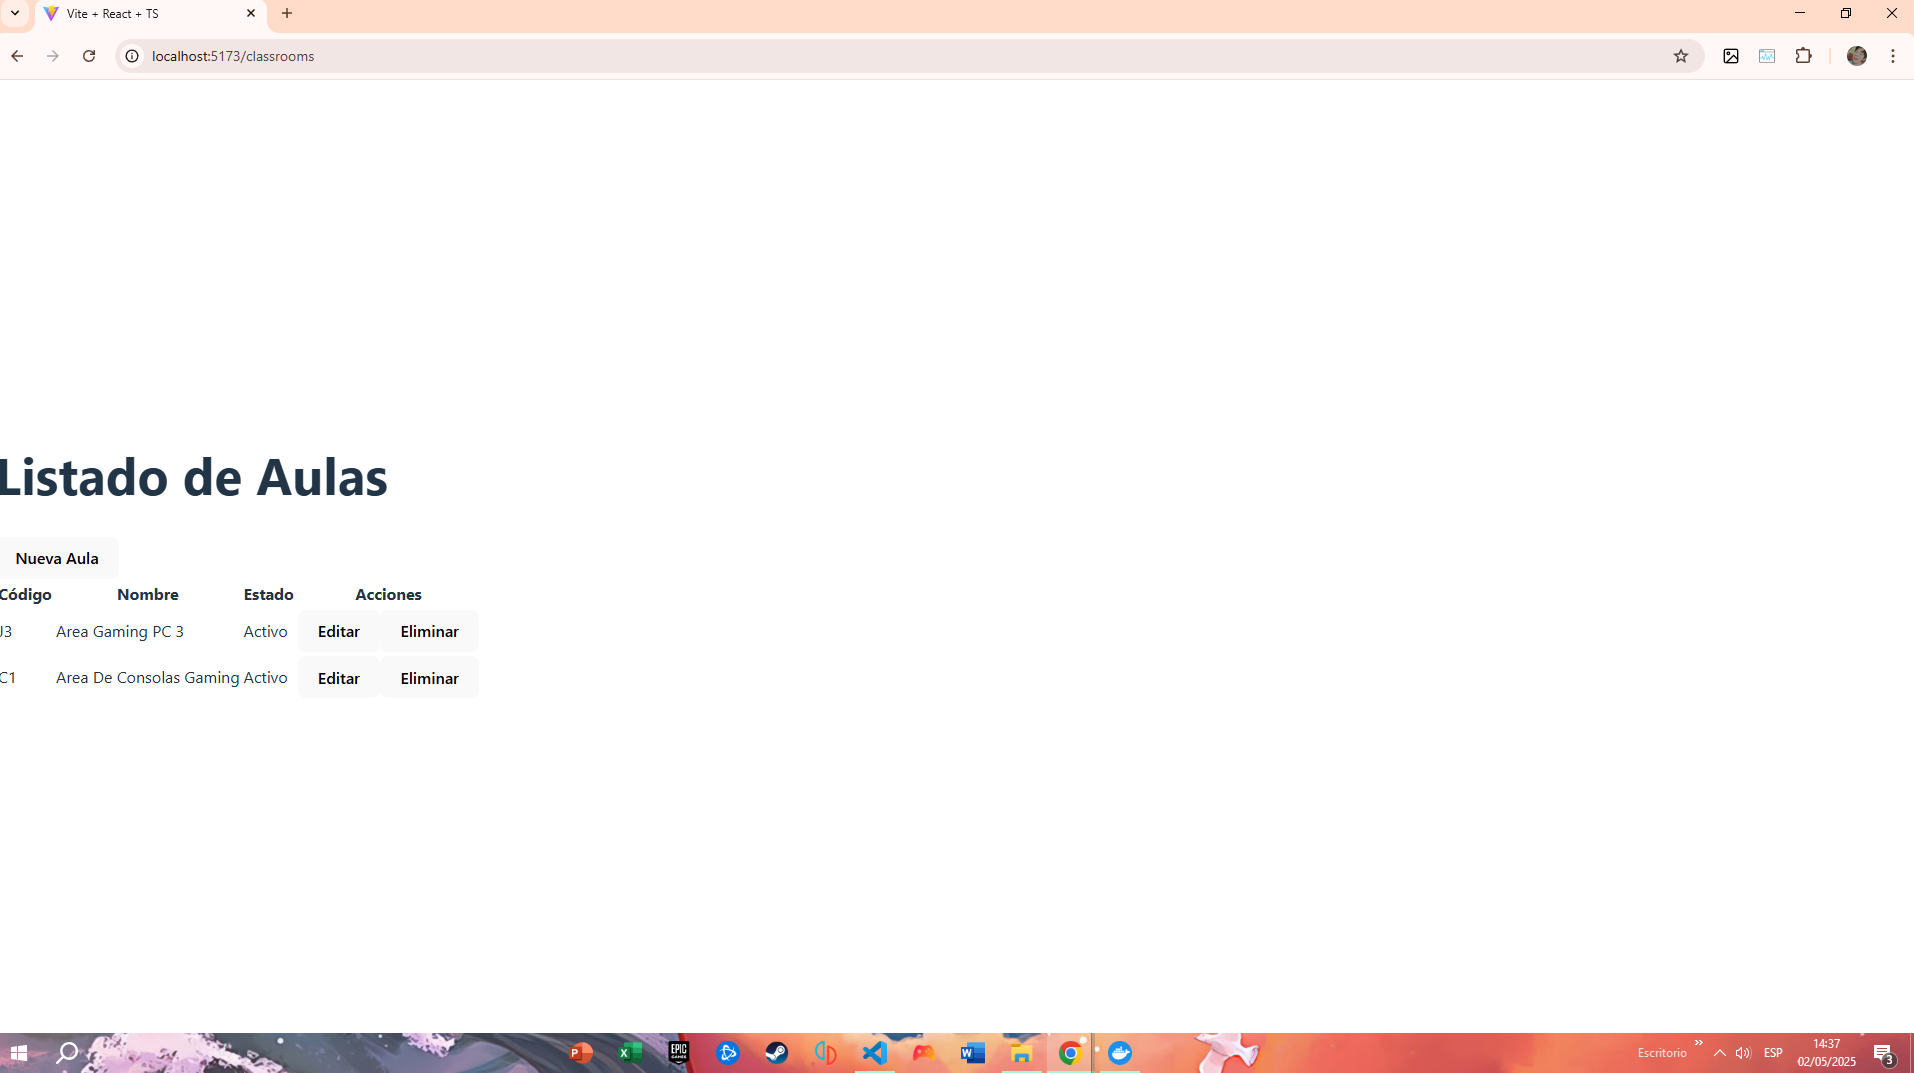 Vite + React + TS
localhost:5173/classrooms
Listado de Aulas
Nueva Aula
Código Nombre Estado Acciones
J3 Area Gaming PC 3 Activo Editar Eliminar
C1 Area De Consolas Gaming Activo Editar Eliminar
EPIC GAMES
Escritorio ESP 14:37
02/05/2025
3